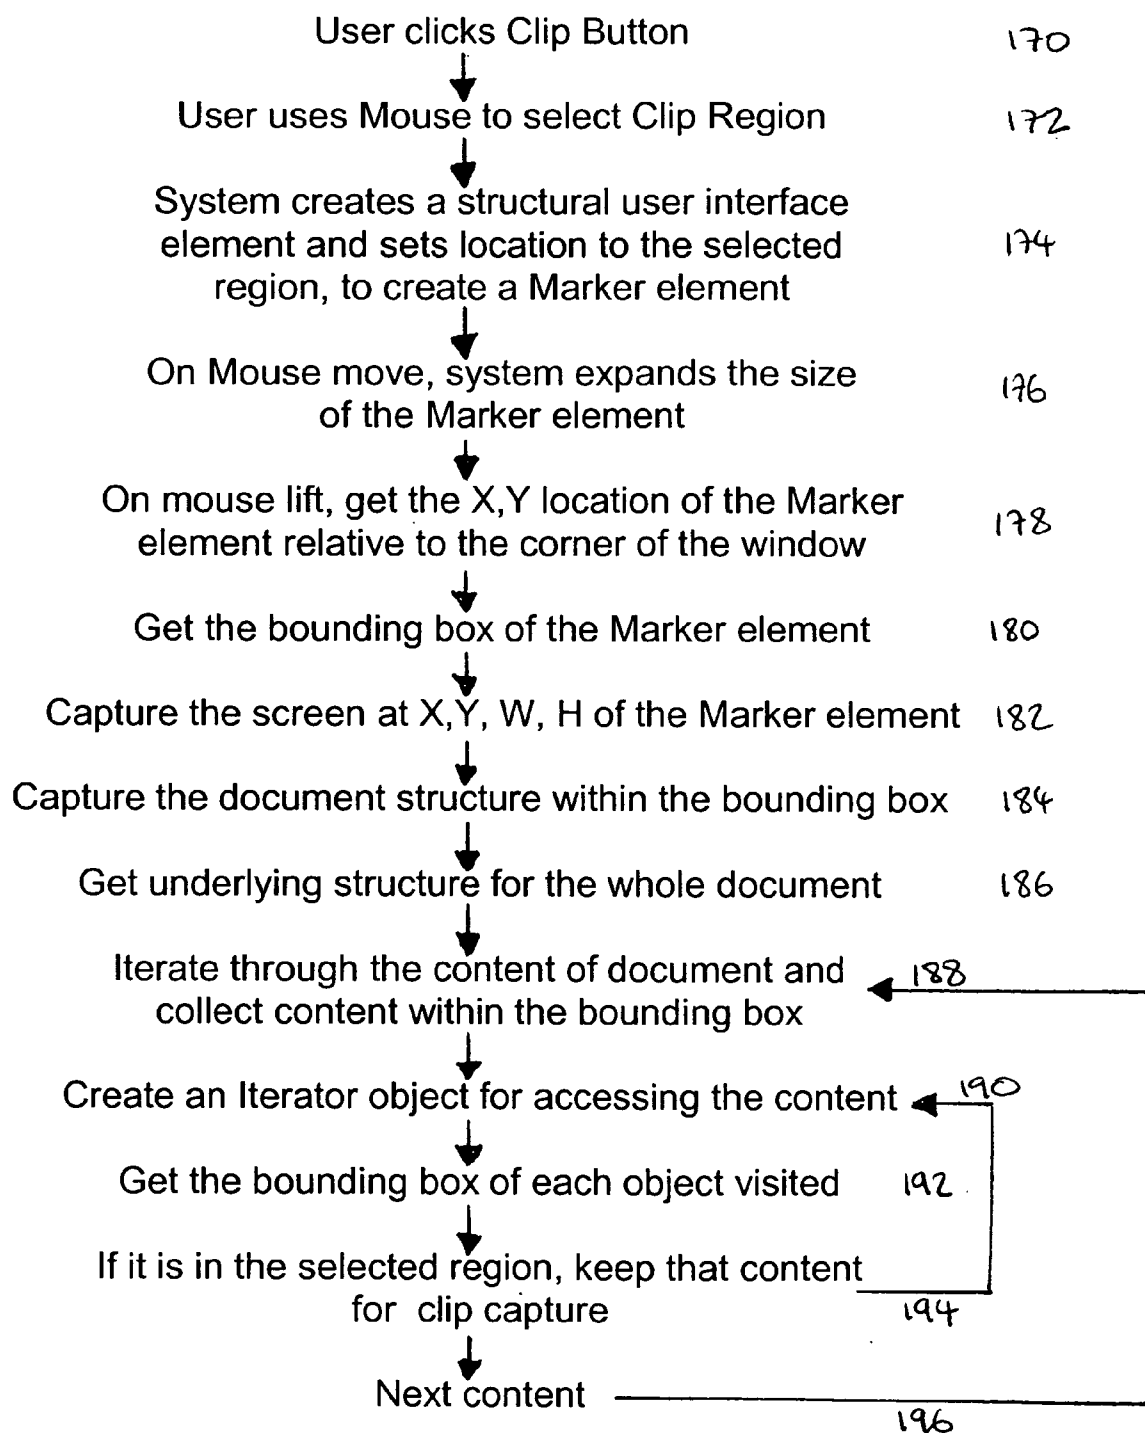 User clicks Clip Button 170
User uses Mouse to select Clip Region 172
System creates a structural user interface
element and sets location to the selected 174
region, to create a Marker element
On Mouse move, system expands the size 176
of the Marker element
On mouse lift, get the X,Y location of the Marker 178
element relative to the corner of the window
Get the bounding box of the Marker element 180
Capture the screen at X,Y, W, H of the Marker element 182
Capture the document structure within the bounding box 184
Get underlying structure for the whole document 186
Iterate through the content of document and 188
collect content within the bounding box
Create an Iterator object for accessing the content 190
Get the bounding box of each object visited 192
If it is in the selected region, keep that content
for clip capture 194
Next content
196